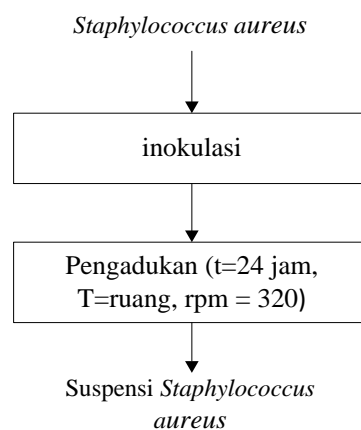 Staphylococcus aureus
inokulasi
Pengadukan (t=24 jam,
T=ruang, rpm = 320)
Suspensi Staphylococcus
aureus